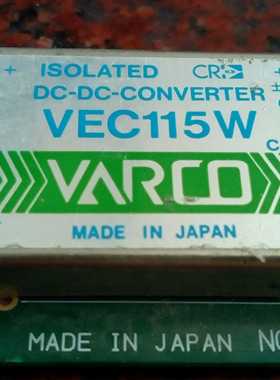 + ISOLATED
DC-DC-CONVERTER ±
VEC115W
C
VARCO
MADE IN JAPAN
MADE IN JAPAN